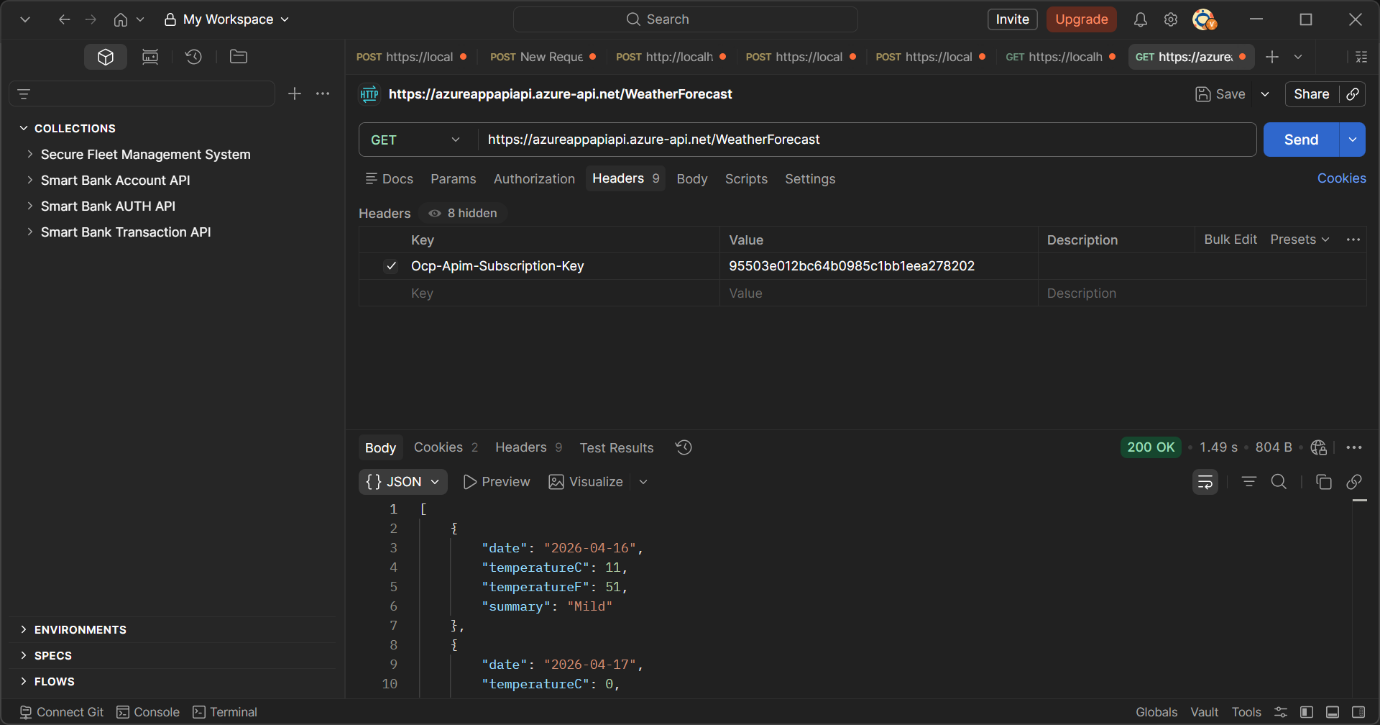 My Workspace
Search
Invite
Upgrade
POST https://local
POST New Reque
POST http://localh
POST https://local
POST https://local
GET https://localh
GET https://azure
HTTP https://azureappapiapi.azure-api.net/WeatherForecast
Save
Share
COLLECTIONS
Secure Fleet Management System
Smart Bank Account API
Smart Bank AUTH API
Smart Bank Transaction API
GET https://azureappapiapi.azure-api.net/WeatherForecast
Send
Docs Params Authorization Headers 9 Body Scripts Settings
Cookies
Headers 8 hidden
Key Value Description Bulk Edit Presets
Ocp-Apim-Subscription-Key 95503e012bc64b0985c1bb1eea278202
Key Value Description
Body Cookies 2 Headers 9 Test Results
200 OK 1.49 s 804 B
{} JSON Preview Visualize
1 [
2 {
3 "date": "2026-04-16",
4 "temperatureC": 11,
5 "temperatureF": 51,
6 "summary": "Mild"
7 },
8 {
9 "date": "2026-04-17",
10 "temperatureC": 0,
ENVIRONMENTS
SPECS
FLOWS
Connect Git Console Terminal
Globals Vault Tools